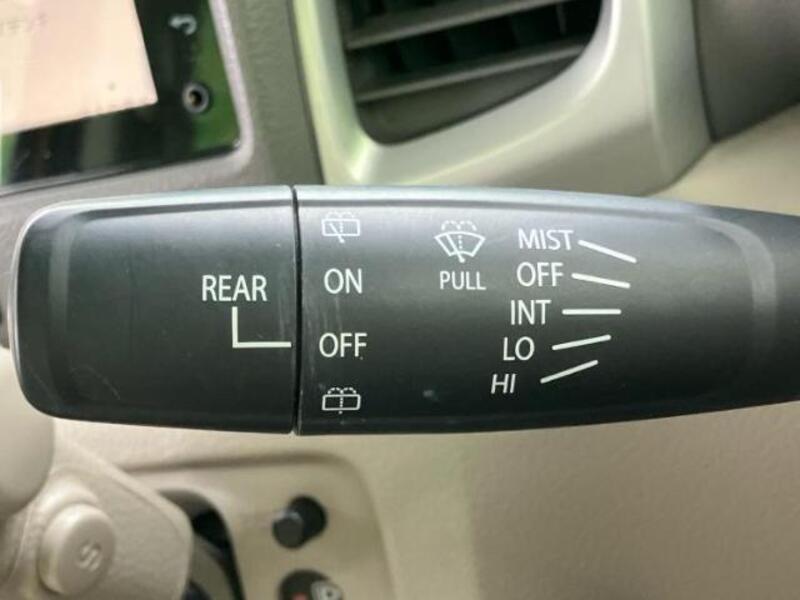 REAR
ON
OFF
PULL
MIST
OFF
INT
LO
HI
S